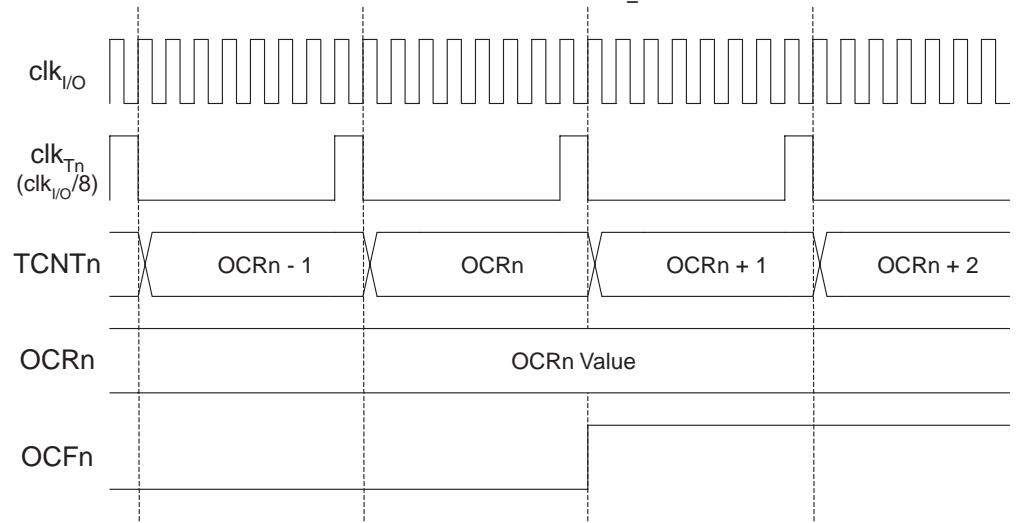 clkI/O
clkTn
(clkI/O/8)
TCNTn
OCRn - 1
OCRn
OCRn + 1
OCRn + 2
OCRn
OCRn Value
OCFn